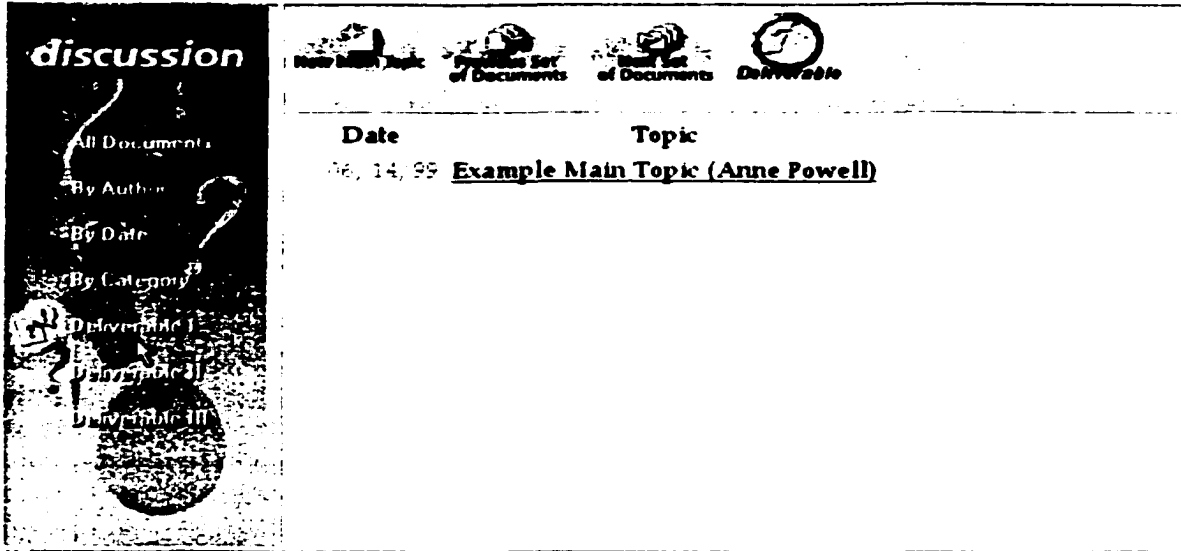 discussion
All Documents
By Author
By Date
By Category
Deliverable I
Deliverable II
Deliverable III
New Main Topic
Previous Set
of Documents
Next Set
of Documents
Deliverable
Date Topic
06, 14, 99 Example Main Topic (Anne Powell)